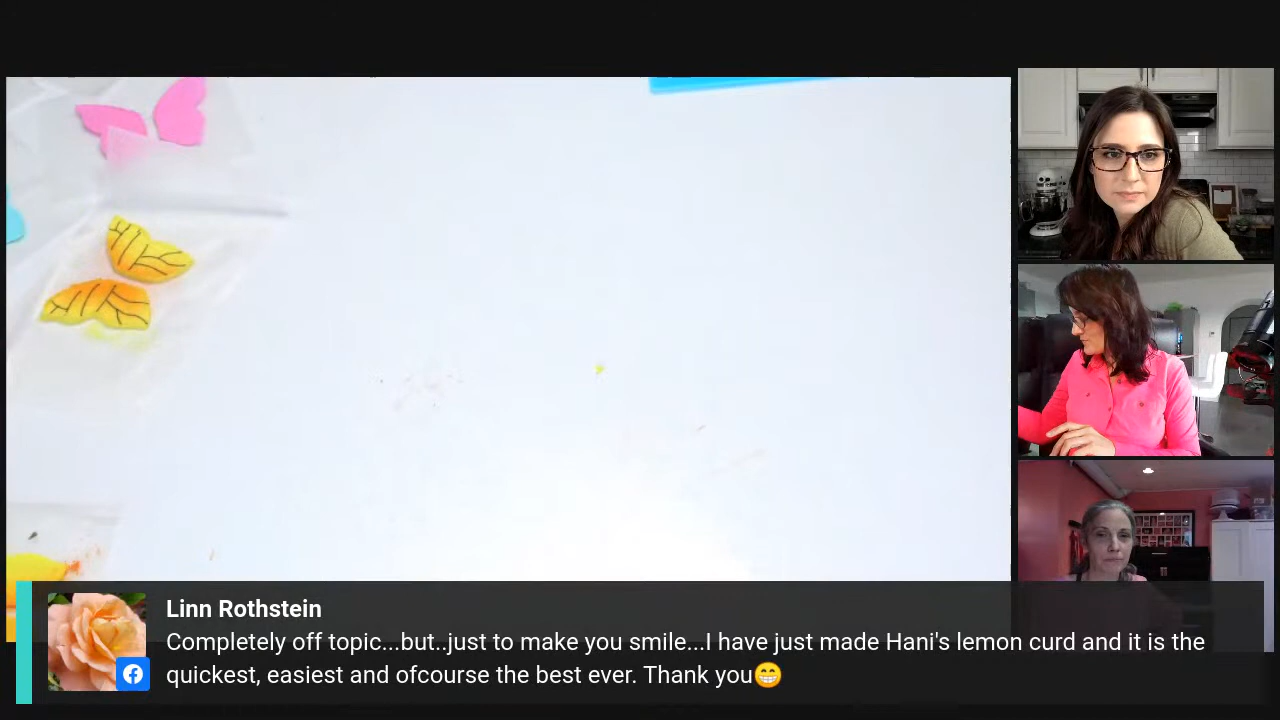 Linn Rothstein
Completely off topic...but..just to make you smile...I have just made Hani's lemon curd and it is the
quickest, easiest and ofcourse the best ever. Thank you😁